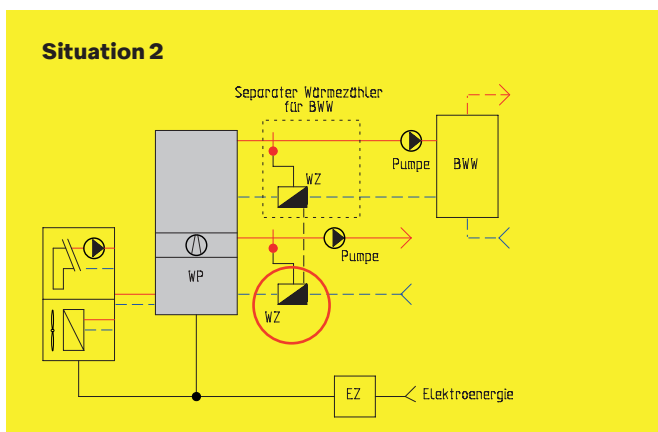 Situation 2
Separater Wärmezähler
für BWW
WZ
Pumpe
BWW
WP
Pumpe
WZ
EZ
Elektroenergie